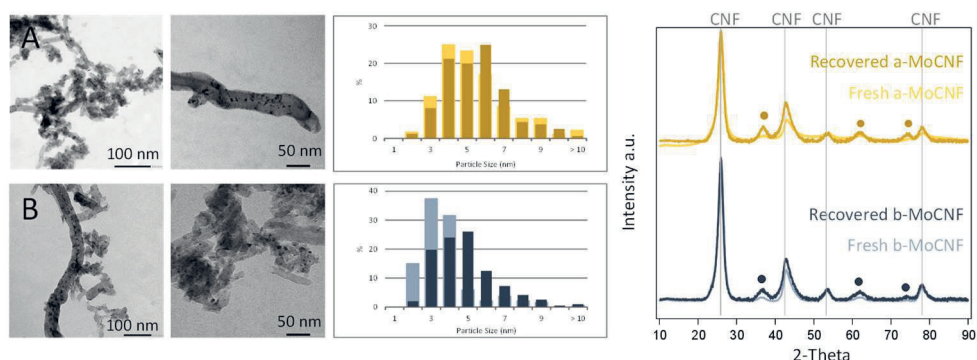 A
100 nm
50 nm
%
30
20
10
0
1 3 5 7 9 > 10
Particle Size (nm)
B
100 nm
50 nm
%
40
30
20
10
0
1 3 5 7 9 > 10
Particle Size (nm)
CNF CNF CNF CNF
Recovered a-MoCNF
Fresh a-MoCNF
Recovered b-MoCNF
Fresh b-MoCNF
Intensity a.u.
10 20 30 40 50 60 70 80 90
2-Theta